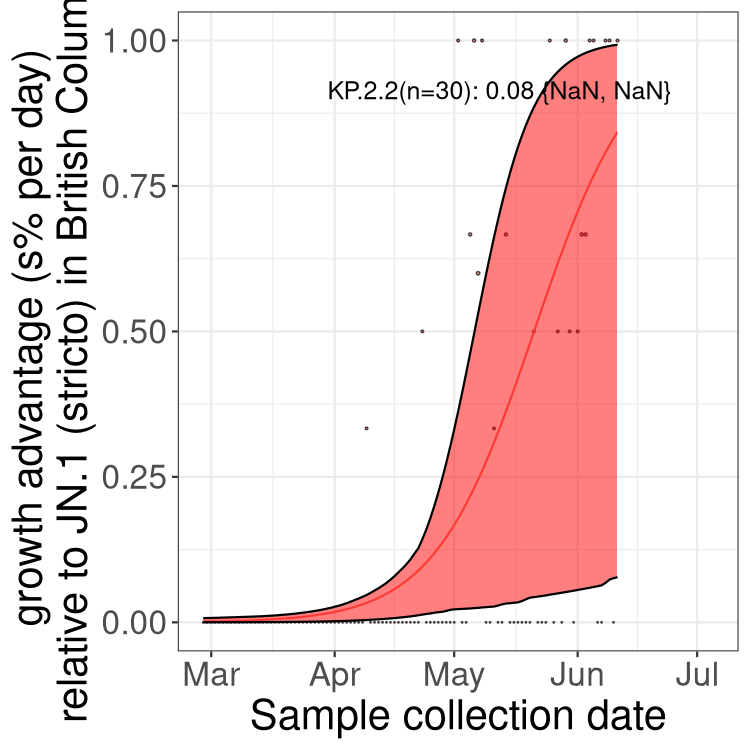 growth advantage (s% per day)
relative to JN.1 (stricto) in British Colum
1.00
0.75
0.50
0.25
0.00
KP.2.2(n=30): 0.08 {NaN, NaN}
Mar Apr May Jun Jul
Sample collection date